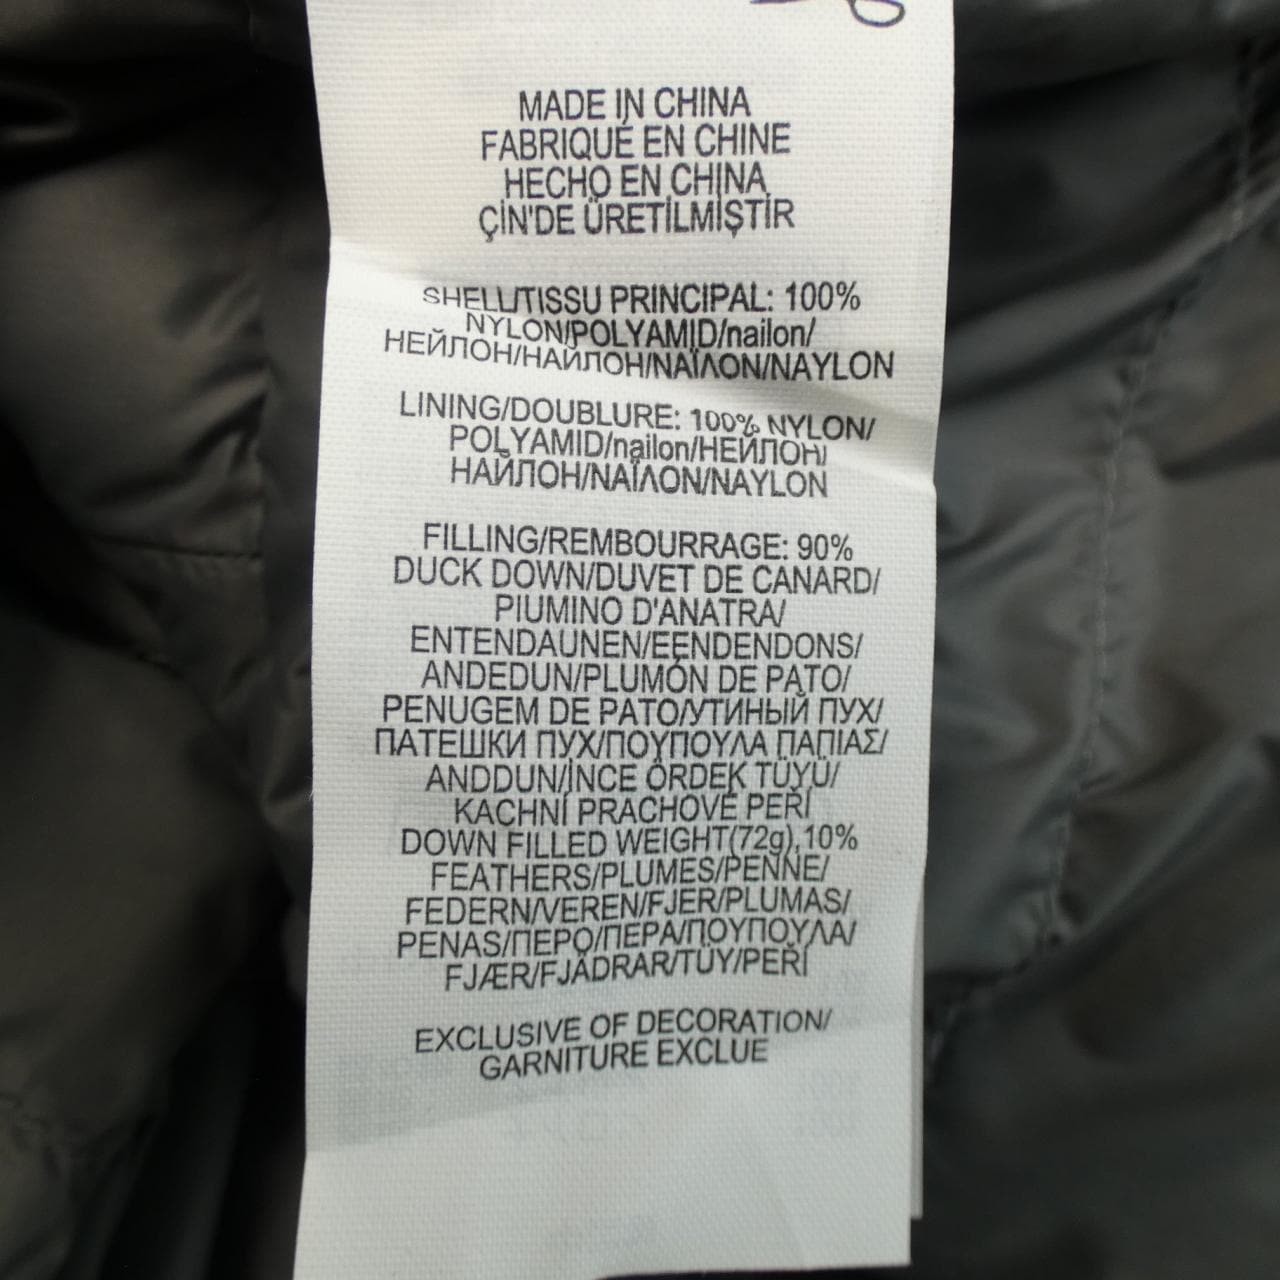 MADE IN CHINA
FABRIQUÉ EN CHINE
HECHO EN CHINA
ÇİN'DE ÜRETİLMİŞTİR
SHELL/TISSU PRINCIPAL: 100%
NYLON/POLYAMID/nailon/
НЕЙЛОН/НАЙЛОН/ΝΑΪΛΟΝ/NAYLON
LINING/DOUBLURE: 100% NYLON/
POLYAMID/nailon/НЕЙЛОН/
НАЙЛОН/ΝΑΪΛΟΝ/NAYLON
FILLING/REMBOURRAGE: 90%
DUCK DOWN/DUVET DE CANARD/
PIUMINO D'ANATRA/
ENTENDAUNEN/EENDENDONS/
ANDEDUN/PLUMÓN DE PATO/
PENUGEM DE PATO/УТИНЫЙ ПУХ/
ПАТЕШКИ ПУХ/ΠΟΥΠΟΥΛΑ ΠΑΠΙΑΣ/
ANDDUN/İNCE ÖRDEK TÜYÜ/
KACHNÍ PRACHOVÉ PEŘÍ
DOWN FILLED WEIGHT(72g),10%
FEATHERS/PLUMES/PENNE/
FEDERN/VEREN/FJER/PLUMAS/
PENAS/ПЕРО/ПЕРА/ΠΟΥΠΟΥΛΑ/
FJÆR/FJÄDRAR/TÜY/PEŘÍ
EXCLUSIVE OF DECORATION/
GARNITURE EXCLUE